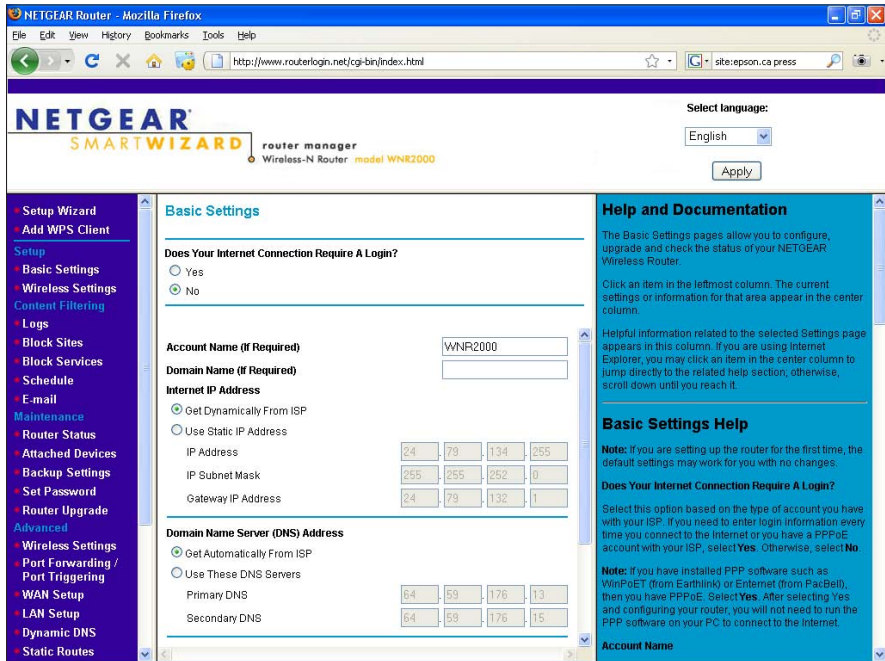 NETGEAR Router - Mozilla Firefox
File Edit View History Bookmarks Tools Help
http://www.routerlogin.net/cgi-bin/index.html
G site:epson.ca press
NETGEAR
SMARTWIZARD router manager
Wireless-N Router model WNR2000
Select language:
English
Apply
Setup Wizard
Add WPS Client
Setup
Basic Settings
Wireless Settings
Content Filtering
Logs
Block Sites
Block Services
Schedule
E-mail
Maintenance
Router Status
Attached Devices
Backup Settings
Set Password
Router Upgrade
Advanced
Wireless Settings
Port Forwarding /
Port Triggering
WAN Setup
LAN Setup
Dynamic DNS
Static Routes
Basic Settings
Does Your Internet Connection Require A Login?
Yes
No
Account Name (If Required) WNR2000
Domain Name (If Required)
Internet IP Address
Get Dynamically From ISP
Use Static IP Address
IP Address 24 . 79 . 134 . 255
IP Subnet Mask 255 . 255 . 252 . 0
Gateway IP Address 24 . 79 . 132 . 1
Domain Name Server (DNS) Address
Get Automatically From ISP
Use These DNS Servers
Primary DNS 64 . 59 . 176 . 13
Secondary DNS 64 . 59 . 176 . 15
Help and Documentation
The Basic Settings pages allow you to configure,
upgrade and check the status of your NETGEAR
Wireless Router.
Click an item in the leftmost column. The current
settings or information for that area appear in the center
column.
Helpful information related to the selected Settings page
appears in this column. If you are using Internet
Explorer, you may click an item in the center column to
jump directly to the related help section; otherwise,
scroll down until you reach it.
Basic Settings Help
Note: If you are setting up the router for the first time, the
default settings may work for you with no changes.
Does Your Internet Connection Require A Login?
Select this option based on the type of account you have
with your ISP. If you need to enter login information every
time you connect to the Internet or you have a PPPoE
account with your ISP, select Yes. Otherwise, select No.
Note: If you have installed PPP software such as
WinPoET (from Earthlink) or Enternet (from PacBell),
then you have PPPoE. Select Yes. After selecting Yes
and configuring your router, you will not need to run the
PPP software on your PC to connect to the Internet.
Account Name